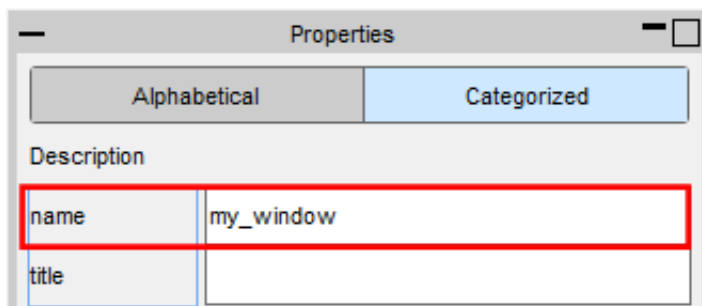 Properties
Alphabetical Categorized
Description
name my_window
title